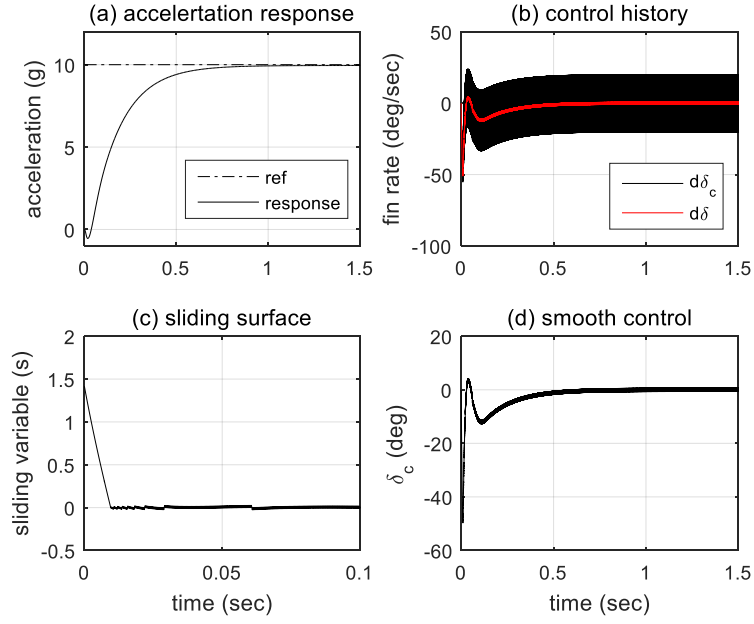 (a) accelertation response
acceleration (g)
10
5
0
0
0.5
1
1.5
ref
response
(b) control history
fin rate (deg/sec)
50
0
-50
-100
0
0.5
1
1.5
dδc
dδ
(c) sliding surface
sliding variable (s)
2
1.5
1
0.5
0
-0.5
0
0.05
0.1
time (sec)
(d) smooth control
δc (deg)
20
0
-20
-40
-60
0
0.5
1
1.5
time (sec)